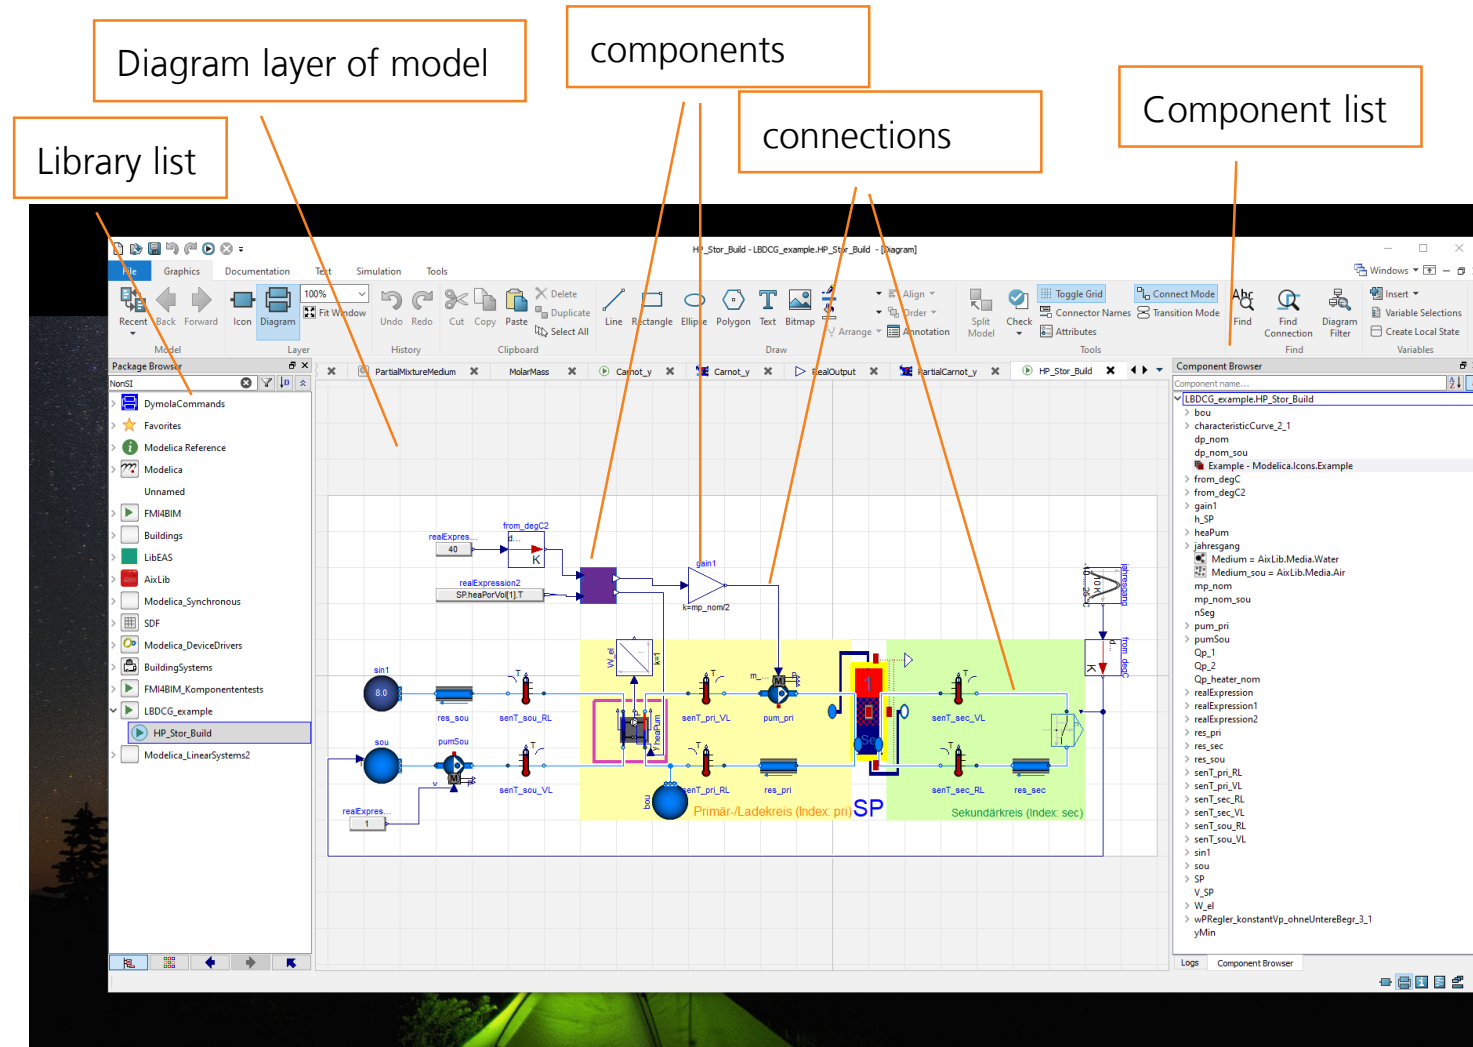 Diagram layer of model
components
connections
Component list
Library list
HP_Stor_Build - LBDCG_example.HP_Stor_Build - [Diagram]
File Graphics Documentation Text Simulation Tools
Windows
Recent Back Forward
Icon Diagram
100%
Fit Window
Undo Redo
Cut Copy Paste
Delete
Duplicate
Select All
Line Rectangle Ellipse Polygon Text Bitmap
Align
Order
Arrange Annotation
Split Model
Check
Toggle Grid
Connector Names
Attributes
Connect Mode
Transition Mode
Find
Find Connection
Diagram Filter
Insert
Variable Selections
Create Local State
Model Layer History Clipboard Draw Tools Find Variables
Package Browser
NonSI
DymolaCommands
Favorites
Modelica Reference
Modelica
Unnamed
FMI4BIM
Buildings
LibEAS
AixLib
Modelica_Synchronous
SDF
Modelica_DeviceDrivers
BuildingSystems
FMI4BIM_Komponententests
LBDCG_example
HP_Stor_Build
Modelica_LinearSystems2
PartialMixtureMedium MolarMass Carnot_y Carnot_y RealOutput PartialCarnot_y HP_Stor_Build
from_degC2
realExpres...
d...
40
K
realExpression2
SP.heaPorVol[1].T
gain1
k=mp_nom/2
jahresgang
from_degC
d...
K
W_el
k=1
sin1
8.0
res_sou
senT_sou_RL
senT_pri_VL
m_...
M
pum_pri
1
senT_sec_VL
heaPum
sou
pumSou
M
senT_sou_VL
bou
senT_pri_RL
res_pri
senT_sec_RL
res_sec
realExpres...
1
Primär-/Ladekreis (Index: pri)
SP
Sekundärkreis (Index: sec)
Component Browser
Component name...
LBDCG_example.HP_Stor_Build
bou
characteristicCurve_2_1
dp_nom
dp_nom_sou
Example - Modelica.Icons.Example
from_degC
from_degC2
gain1
h_SP
heaPum
jahresgang
Medium = AixLib.Media.Water
Medium_sou = AixLib.Media.Air
mp_nom
mp_nom_sou
nSeg
pum_pri
pumSou
Qp_1
Qp_2
Qp_heater_nom
realExpression
realExpression1
realExpression2
res_pri
res_sec
res_sou
senT_pri_RL
senT_pri_VL
senT_sec_RL
senT_sec_VL
senT_sou_RL
senT_sou_VL
sin1
sou
SP
V_SP
W_el
wPRegler_konstantVp_ohneUntereBegr_3_1
yMin
Logs Component Browser